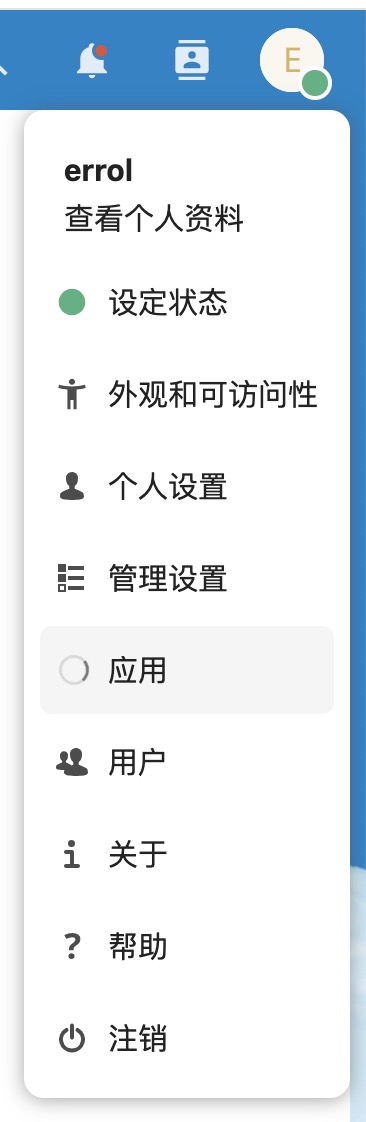 E
errol
查看个人资料
设定状态
外观和可访问性
个人设置
管理设置
应用
用户
关于
帮助
注销